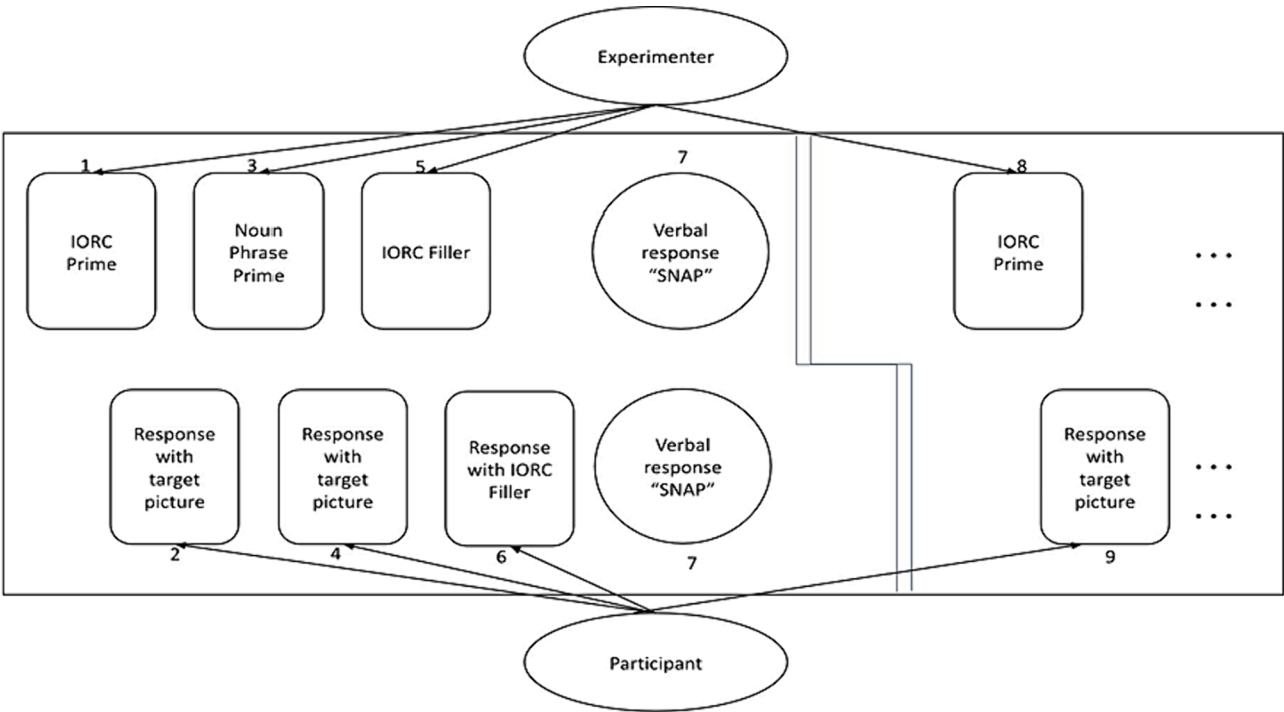 Experimenter
1
3
5
7
8
IORC
Prime
Noun
Phrase
Prime
IORC Filler
Verbal
response
“SNAP”
IORC
Prime
...
...
Response
with
target
picture
Response
with
target
picture
Response
with IORC
Filler
Verbal
response
“SNAP”
Response
with
target
picture
...
...
2
4
6
7
9
Participant